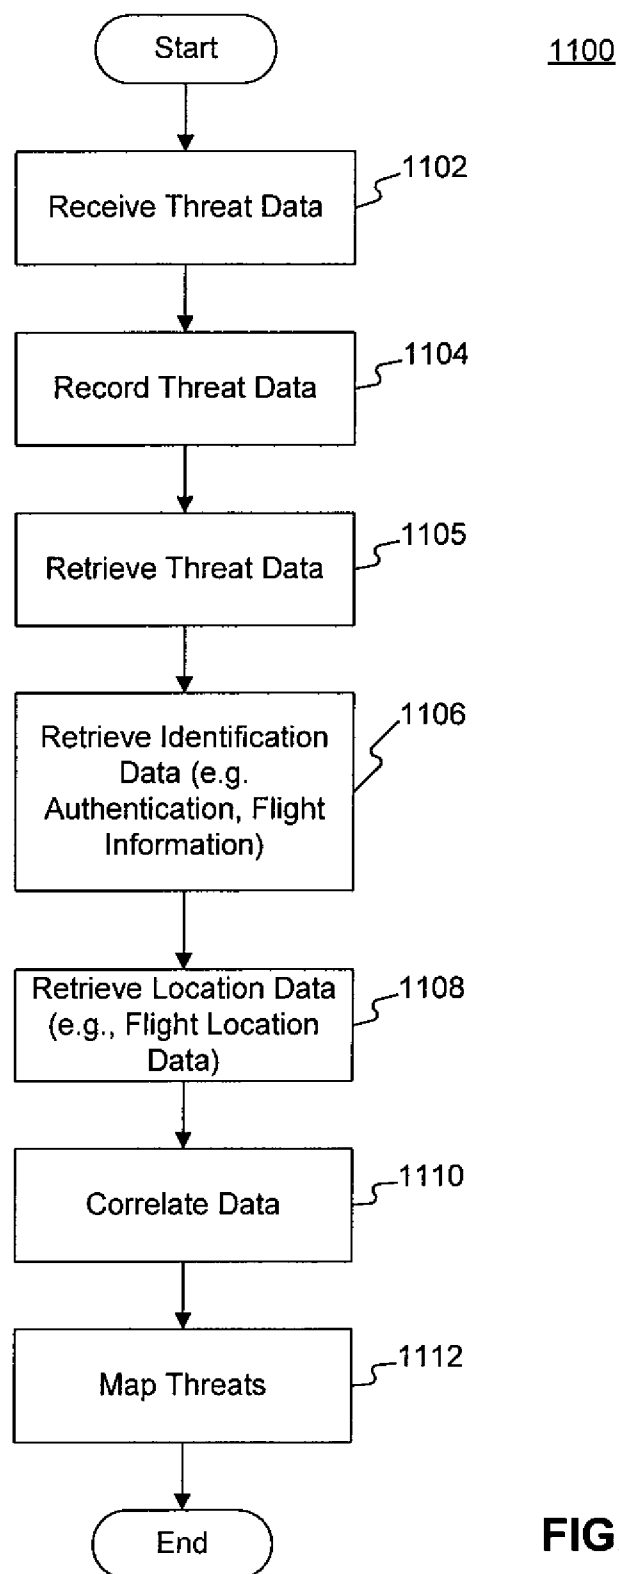 Start
1100
Receive Threat Data
1102
Record Threat Data
1104
Retrieve Threat Data
1105
Retrieve Identification
Data (e.g.
Authentication, Flight
Information)
1106
Retrieve Location Data
(e.g., Flight Location
Data)
1108
Correlate Data
1110
Map Threats
1112
End
FIG